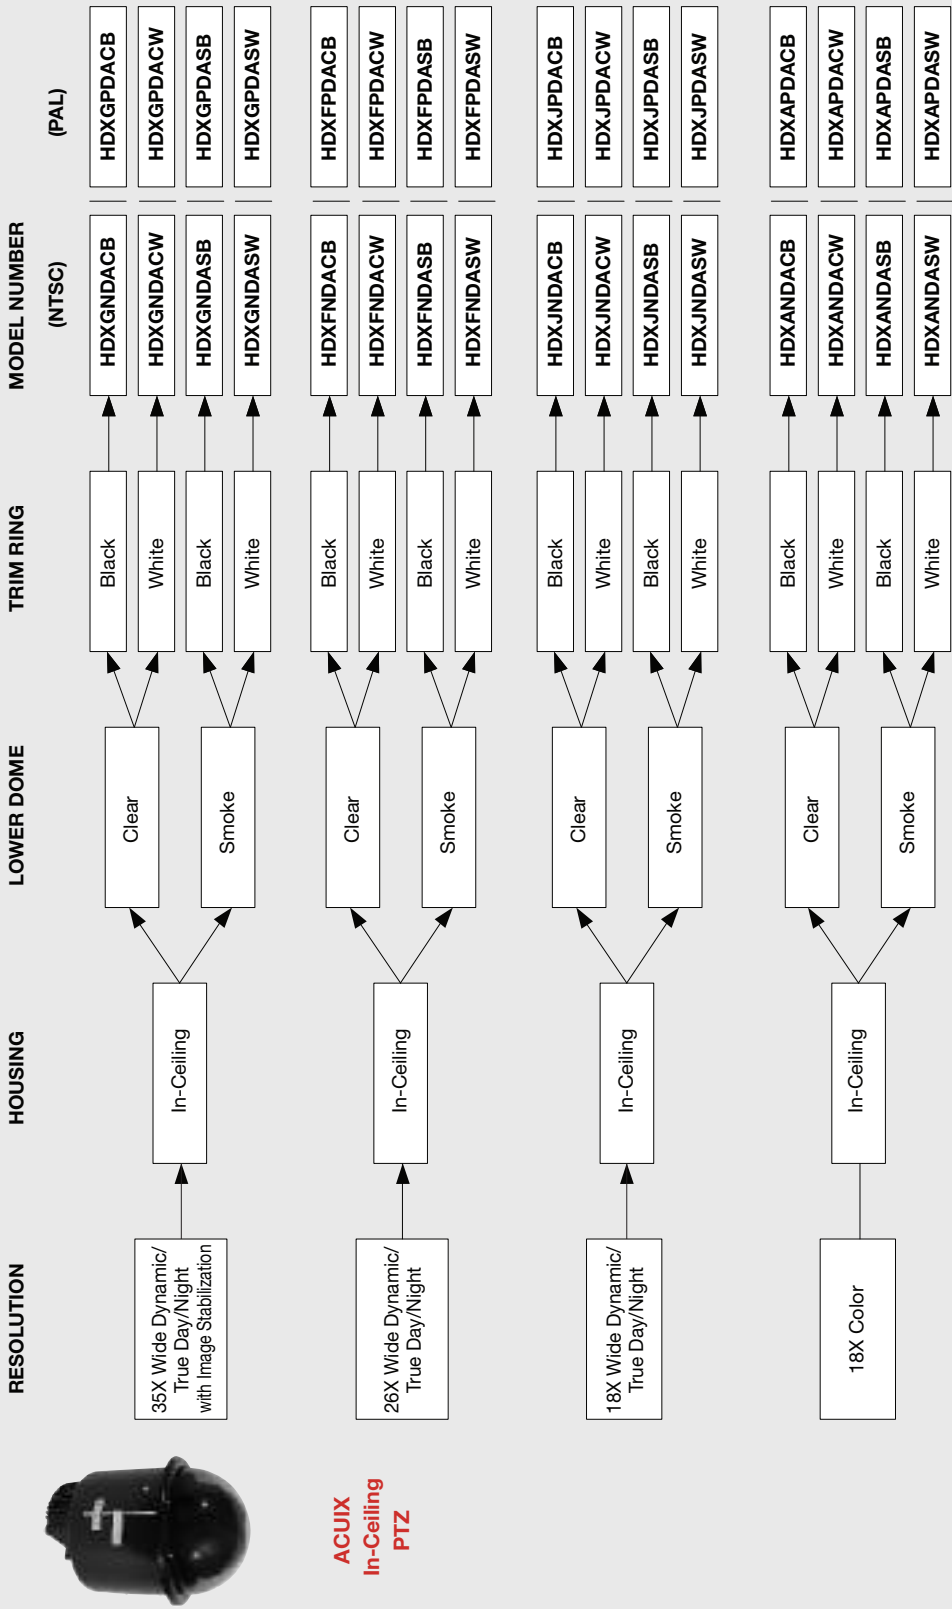 RESOLUTION
HOUSING
LOWER DOME
TRIM RING
MODEL NUMBER
(NTSC)
(PAL)
ACUIX
In-Ceiling
PTZ
35X Wide Dynamic/
True Day/Night
with Image Stabilization
In-Ceiling
Clear
Smoke
Black
White
Black
White
HDXGNDACB
HDXGPDACB
HDXGNDACW
HDXGPDACW
HDXGNDASB
HDXGPDASB
HDXGNDASW
HDXGPDASW
26X Wide Dynamic/
True Day/Night
In-Ceiling
Clear
Smoke
Black
White
Black
White
HDXFNDACB
HDXFPDACB
HDXFNDACW
HDXFPDACW
HDXFNDASB
HDXFPDASB
HDXFNDASW
HDXFPDASW
18X Wide Dynamic/
True Day/Night
In-Ceiling
Clear
Smoke
Black
White
Black
White
HDXJNDACB
HDXJPDACB
HDXJNDACW
HDXJPDACW
HDXJNDASB
HDXJPDASB
HDXJNDASW
HDXJPDASW
18X Color
In-Ceiling
Clear
Smoke
Black
White
Black
White
HDXANDACB
HDXAPDACB
HDXANDACW
HDXAPDACW
HDXANDASB
HDXAPDASB
HDXANDASW
HDXAPDASW